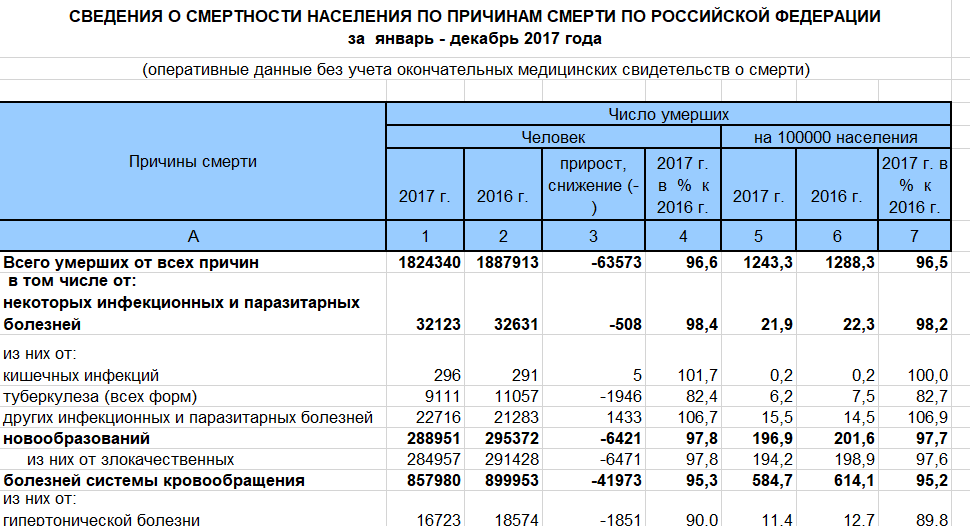 СВЕДЕНИЯ О СМЕРТНОСТИ НАСЕЛЕНИЯ ПО ПРИЧИНАМ СМЕРТИ ПО РОССИЙСКОЙ ФЕДЕРАЦИИ
за январь - декабрь 2017 года
(оперативные данные без учета окончательных медицинских свидетельств о смерти)
Число умерших
Человек на 100000 населения
Причины смерти 2017 г. 2016 г. прирост, снижение (-) 2017 г. в % к 2016 г. 2017 г. 2016 г. 2017 г. в % к 2016 г.
А 1 2 3 4 5 6 7
Всего умерших от всех причин 1824340 1887913 -63573 96,6 1243,3 1288,3 96,5
в том числе от:
некоторых инфекционных и паразитарных
болезней 32123 32631 -508 98,4 21,9 22,3 98,2
из них от:
кишечных инфекций 296 291 5 101,7 0,2 0,2 100,0
туберкулеза (всех форм) 9111 11057 -1946 82,4 6,2 7,5 82,7
других инфекционных и паразитарных болезней 22716 21283 1433 106,7 15,5 14,5 106,9
новообразований 288951 295372 -6421 97,8 196,9 201,6 97,7
из них от злокачественных 284957 291428 -6471 97,8 194,2 198,9 97,6
болезней системы кровообращения 857980 899953 -41973 95,3 584,7 614,1 95,2
из них от:
гипертонической болезни 16723 18574 -1851 90,0 11,4 12,7 89,8